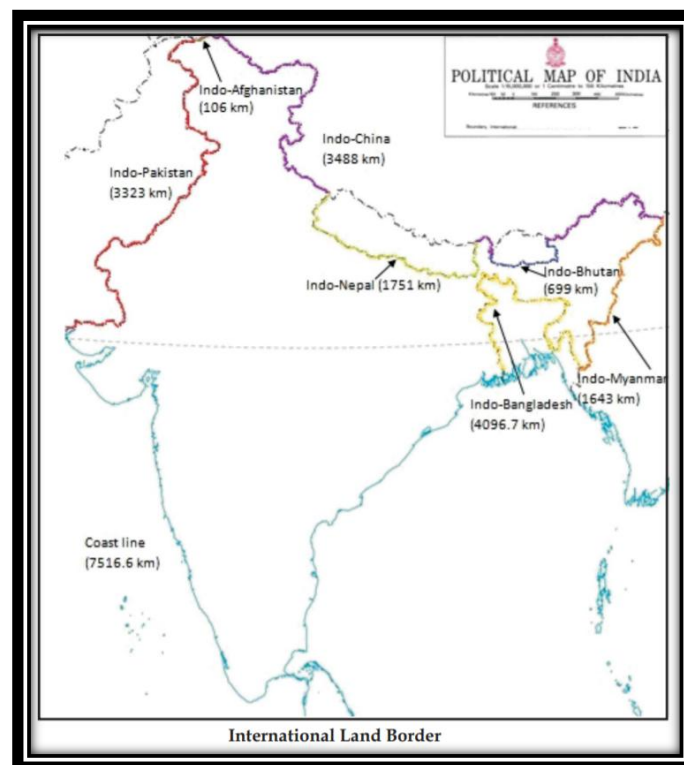 POLITICAL MAP OF INDIA
REFERENCES
Boundary, International
Indo-Afghanistan
(106 km)
Indo-China
(3488 km)
Indo-Pakistan
(3323 km)
Indo-Nepal (1751 km)
Indo-Bhutan
(699 km)
Indo-Myanmar
(1643 km)
Indo-Bangladesh
(4096.7 km)
Coast line
(7516.6 km)
International Land Border